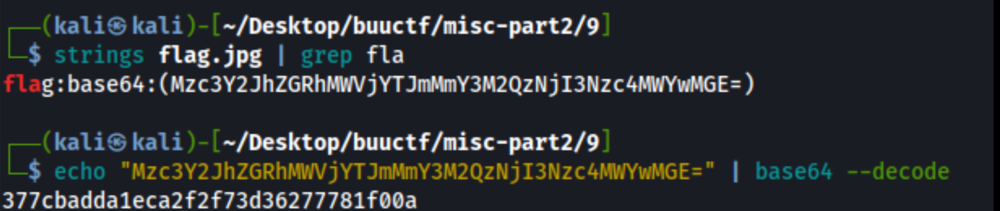 (kali㉿kali)-[~/Desktop/buuctf/misc-part2/9]
$ strings flag.jpg | grep fla
flag:base64:(Mzc3Y2JhZGRhMWVjYTJmMmY3M2QzNjI3Nzc4MWYwMGE=)
(kali㉿kali)-[~/Desktop/buuctf/misc-part2/9]
$ echo "Mzc3Y2JhZGRhMWVjYTJmMmY3M2QzNjI3Nzc4MWYwMGE=" | base64 --decode
377cbadda1eca2f2f73d36277781f00a